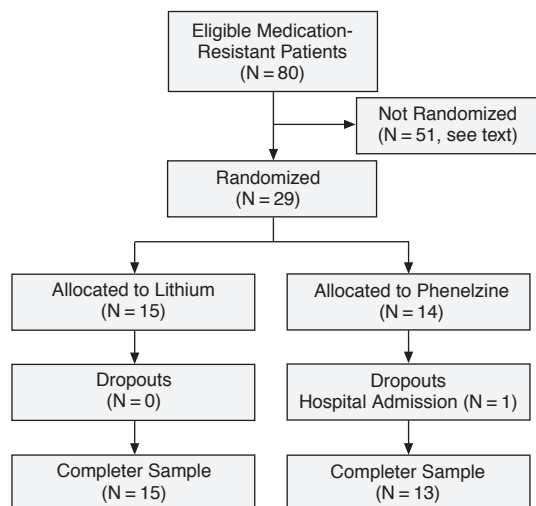 Eligible Medication-
Resistant Patients
(N = 80)
Not Randomized
(N = 51, see text)
Randomized
(N = 29)
Allocated to Lithium
(N = 15)
Allocated to Phenelzine
(N = 14)
Dropouts
(N = 0)
Dropouts
Hospital Admission (N = 1)
Completer Sample
(N = 15)
Completer Sample
(N = 13)